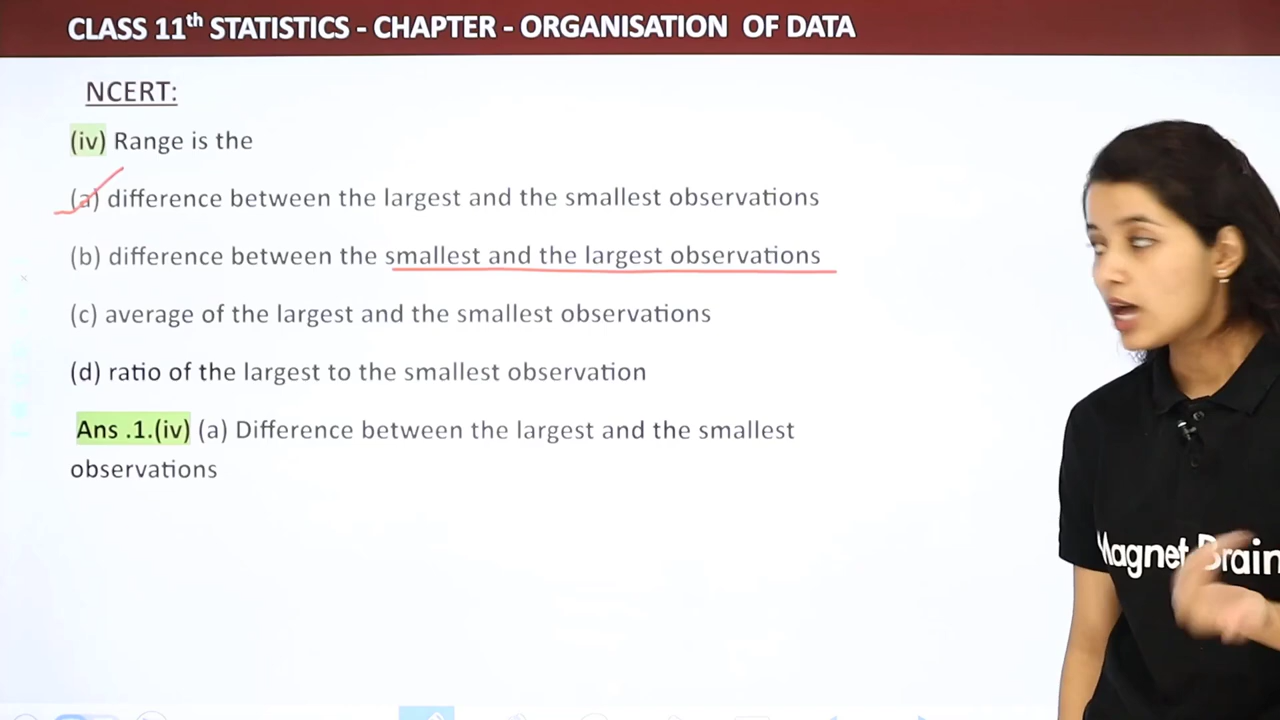 CLASS 11th STATISTICS - CHAPTER - ORGANISATION OF DATA
NCERT:
(iv) Range is the
(a) difference between the largest and the smallest observations
(b) difference between the smallest and the largest observations
(c) average of the largest and the smallest observations
(d) ratio of the largest to the smallest observation
Ans .1.(iv) (a) Difference between the largest and the smallest
observations
Magnet Brain